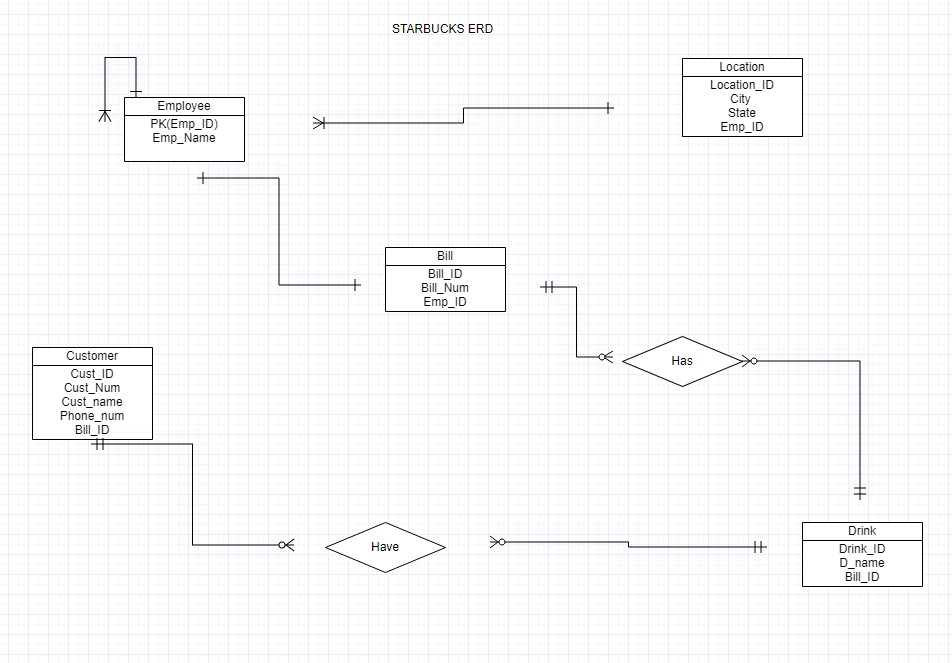 STARBUCKS ERD
Location
Location_ID
City
State
Emp_ID
Employee
PK(Emp_ID)
Emp_Name
Bill
Bill_ID
Bill_Num
Emp_ID
Has
Customer
Cust_ID
Cust_Num
Cust_name
Phone_num
Bill_ID
Have
Drink
Drink_ID
D_name
Bill_ID